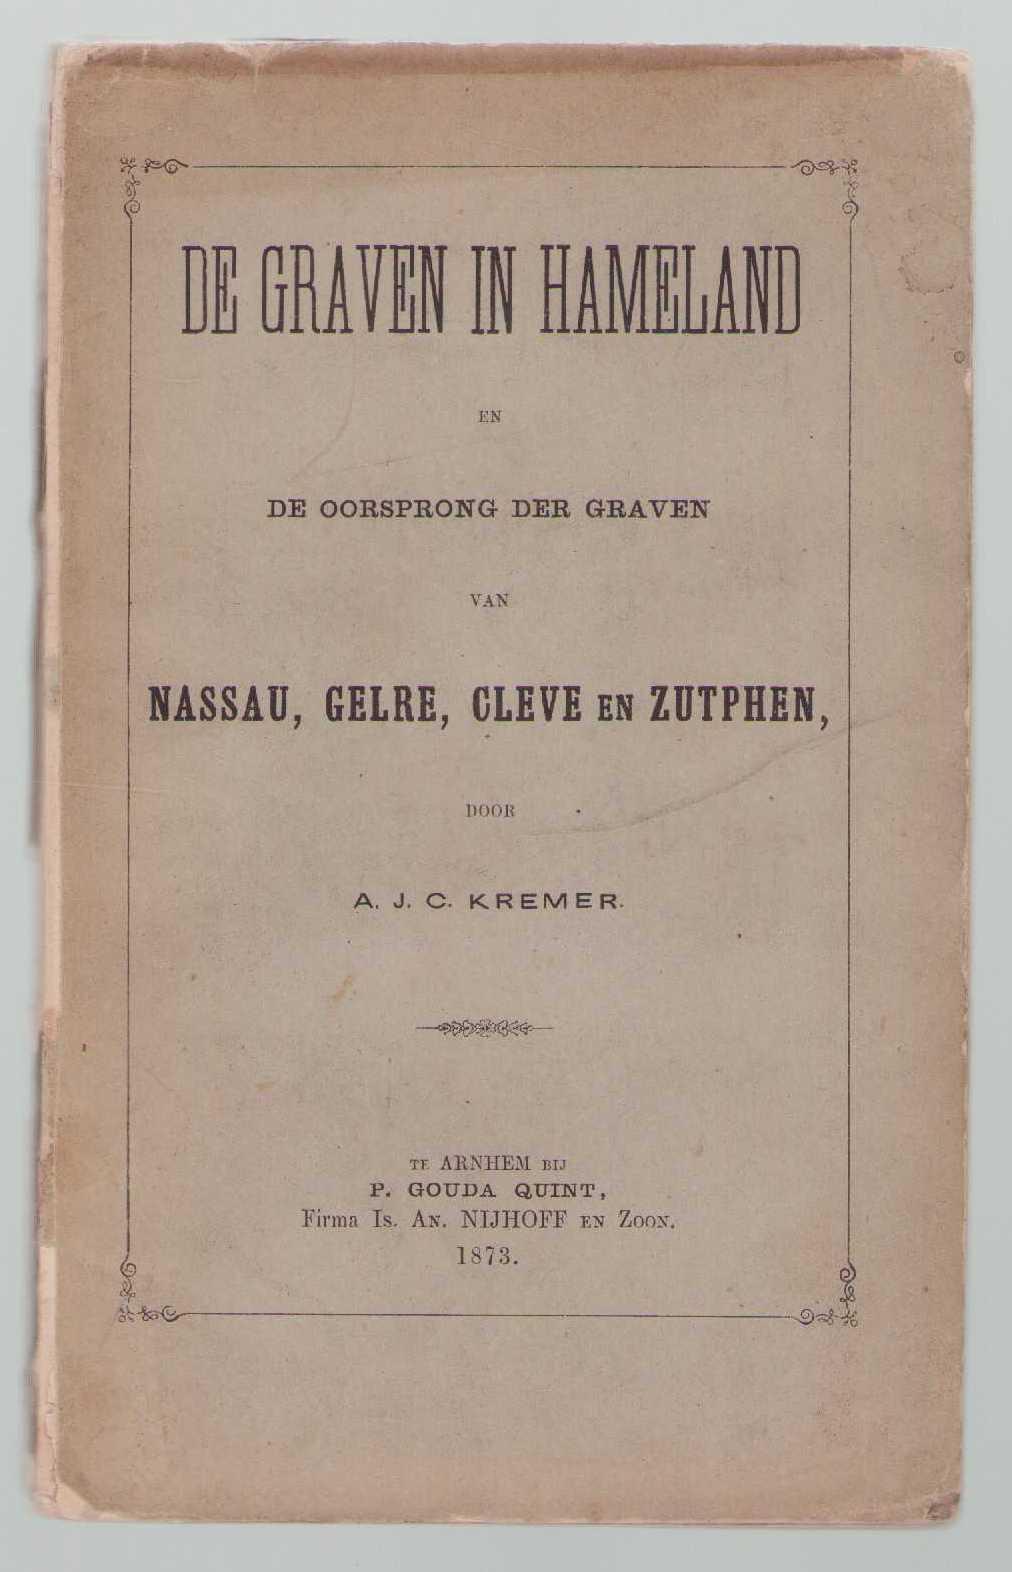 DE GRAVEN IN HAMELAND
EN
DE OORSPRONG DER GRAVEN
VAN
NASSAU, GELRE, CLEVE EN ZUTPHEN,
DOOR
A. J. C. KREMER.
TE ARNHEM BIJ
P. GOUDA QUINT,
Firma Is. An. NIJHOFF EN Zoon.
1873.